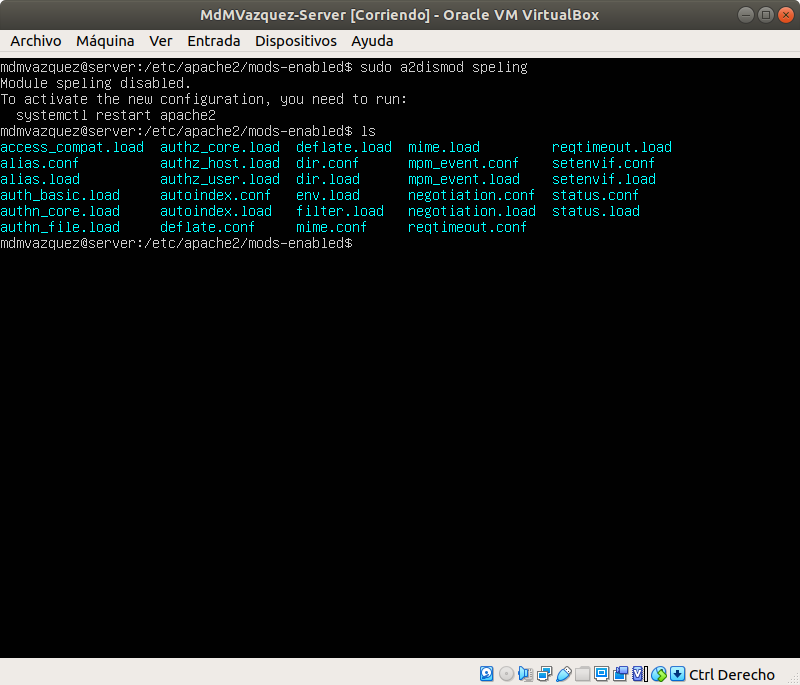 MdMVazquez-Server [Corriendo] - Oracle VM VirtualBox
Archivo Máquina Ver Entrada Dispositivos Ayuda
mdmvazquez@server:/etc/apache2/mods-enabled$ sudo a2dismod speling
Module speling disabled.
To activate the new configuration, you need to run:
  systemctl restart apache2
mdmvazquez@server:/etc/apache2/mods-enabled$ ls
access_compat.load  authz_core.load  deflate.load  mime.load         reqtimeout.load
alias.conf          authz_host.load  dir.conf      mpm_event.conf    setenvif.conf
alias.load          authz_user.load  dir.load      mpm_event.load    setenvif.load
auth_basic.load     autoindex.conf   env.load      negotiation.conf  status.conf
authn_core.load     autoindex.load   filter.load   negotiation.load  status.load
authn_file.load     deflate.conf     mime.conf     reqtimeout.conf
mdmvazquez@server:/etc/apache2/mods-enabled$
Ctrl Derecho